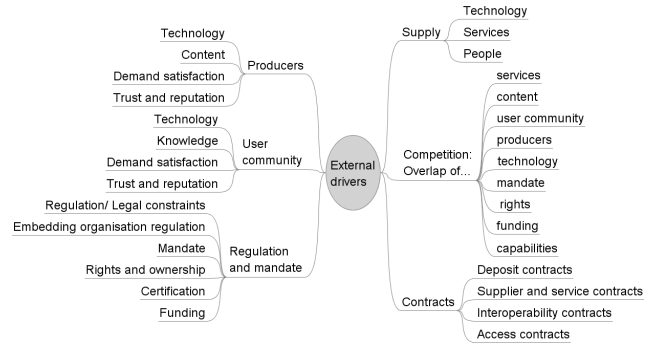 Technology
Content
Demand satisfaction
Trust and reputation
Producers
Technology
Knowledge
Demand satisfaction
Trust and reputation
User
community
Regulation/ Legal constraints
Embedding organisation regulation
Mandate
Rights and ownership
Certification
Funding
Regulation
and mandate
External
drivers
Supply
Technology
Services
People
Competition:
Overlap of...
services
content
user community
producers
technology
mandate
rights
funding
capabilities
Contracts
Deposit contracts
Supplier and service contracts
Interoperability contracts
Access contracts